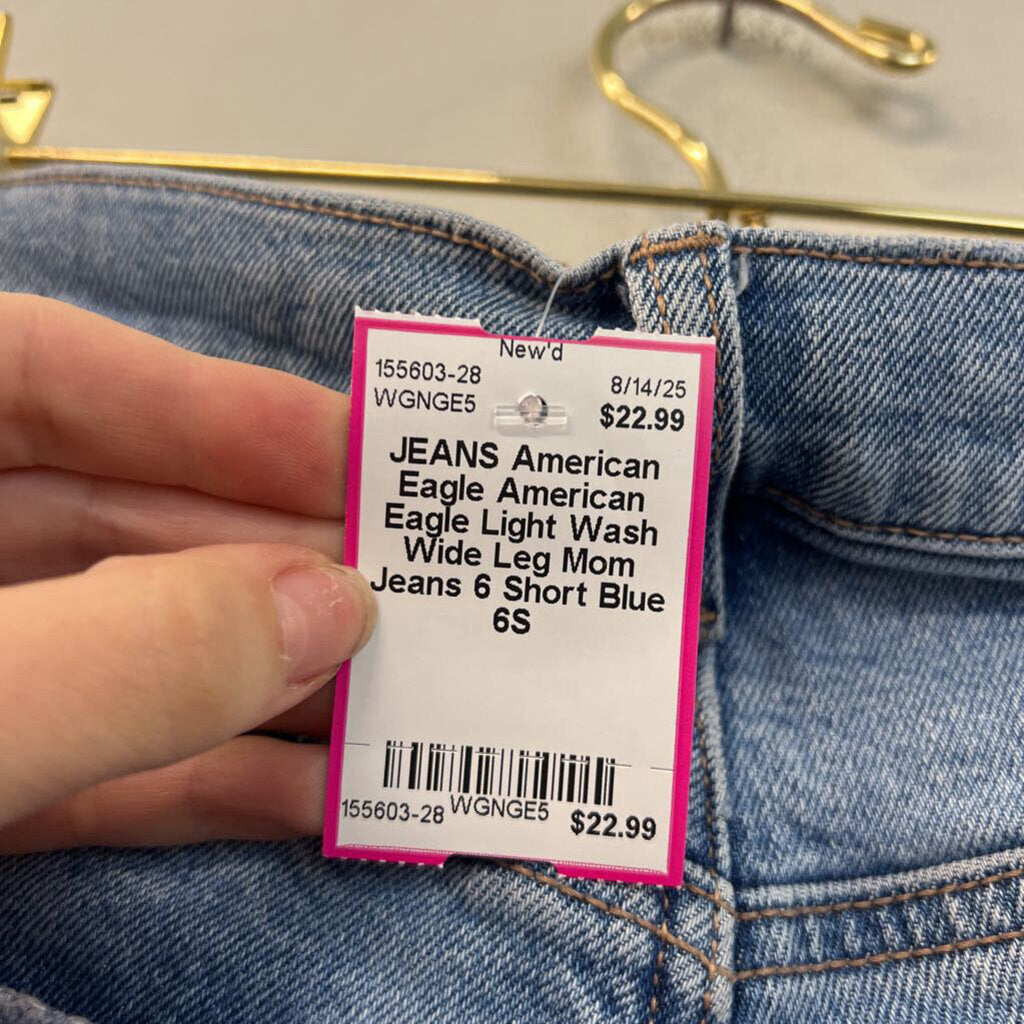 New'd
155603-28 8/14/25
WGNGE5 $22.99
JEANS American
Eagle American
Eagle Light Wash
Wide Leg Mom
Jeans 6 Short Blue
6S
155603-28 WGNGE5 $22.99